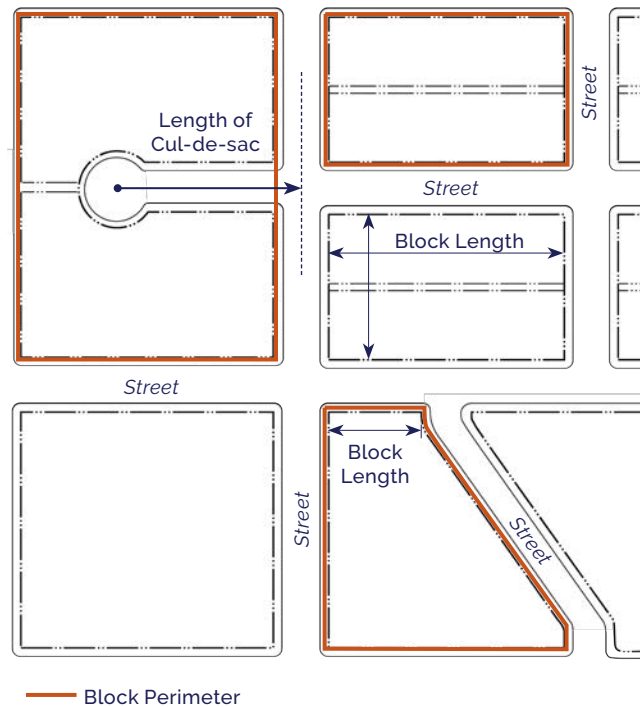 Length of
Cul-de-sac
Street
Street
Block Length
Street
Block
Length
Street
Street
Block Perimeter